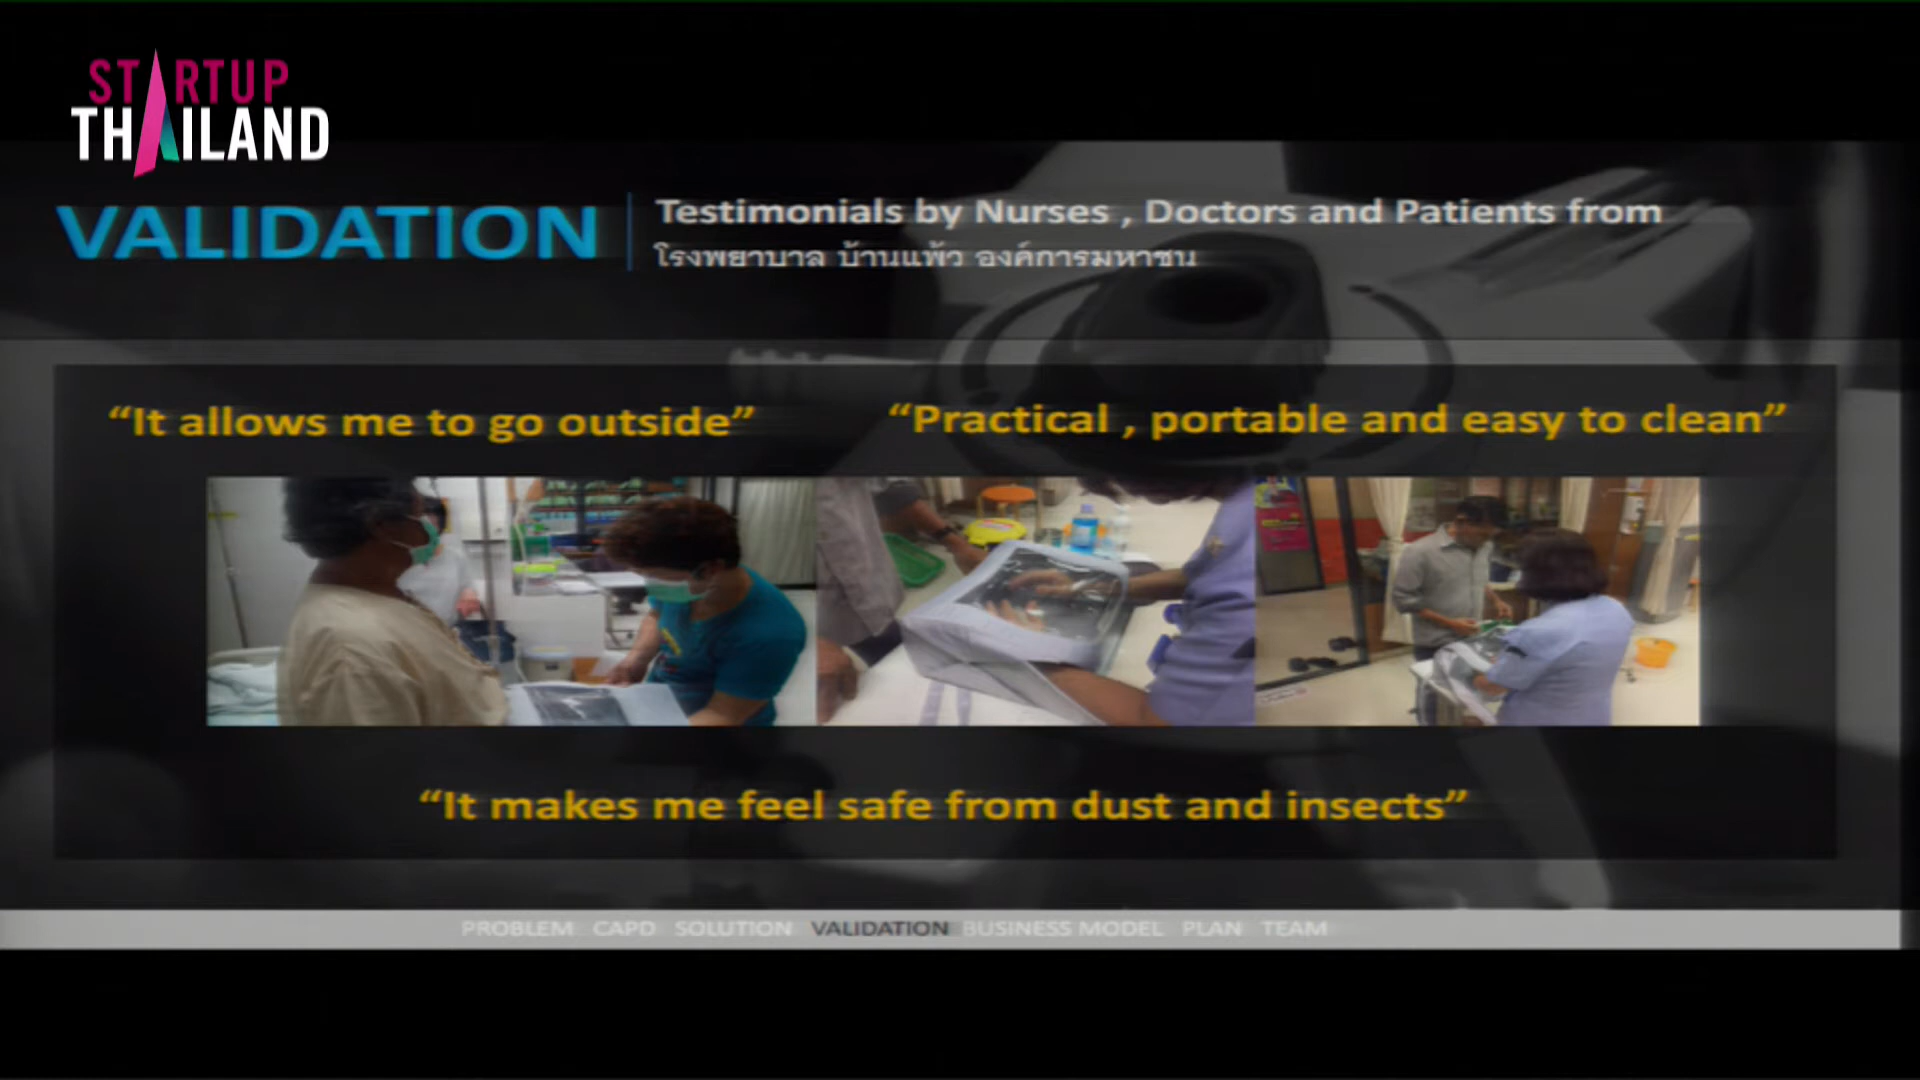 STARTUP
THAILAND
VALIDATION
Testimonials by Nurses , Doctors and Patients from
โรงพยาบาล บ้านแพ้ว องค์การมหาชน
“It allows me to go outside”
“Practical , portable and easy to clean”
“It makes me feel safe from dust and insects”
PROBLEM CAPD SOLUTION VALIDATION BUSINESS MODEL PLAN TEAM